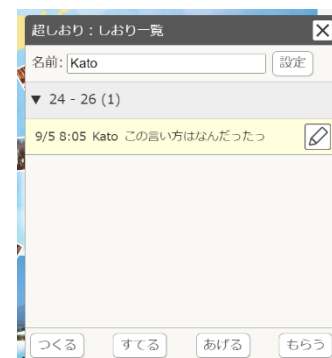 超しおり：しおり一覧
名前: Kato 設定
▼ 24 - 26 (1)
9/5 8:05 Kato この言い方はなんだったっ
つくる すてる あげる もらう